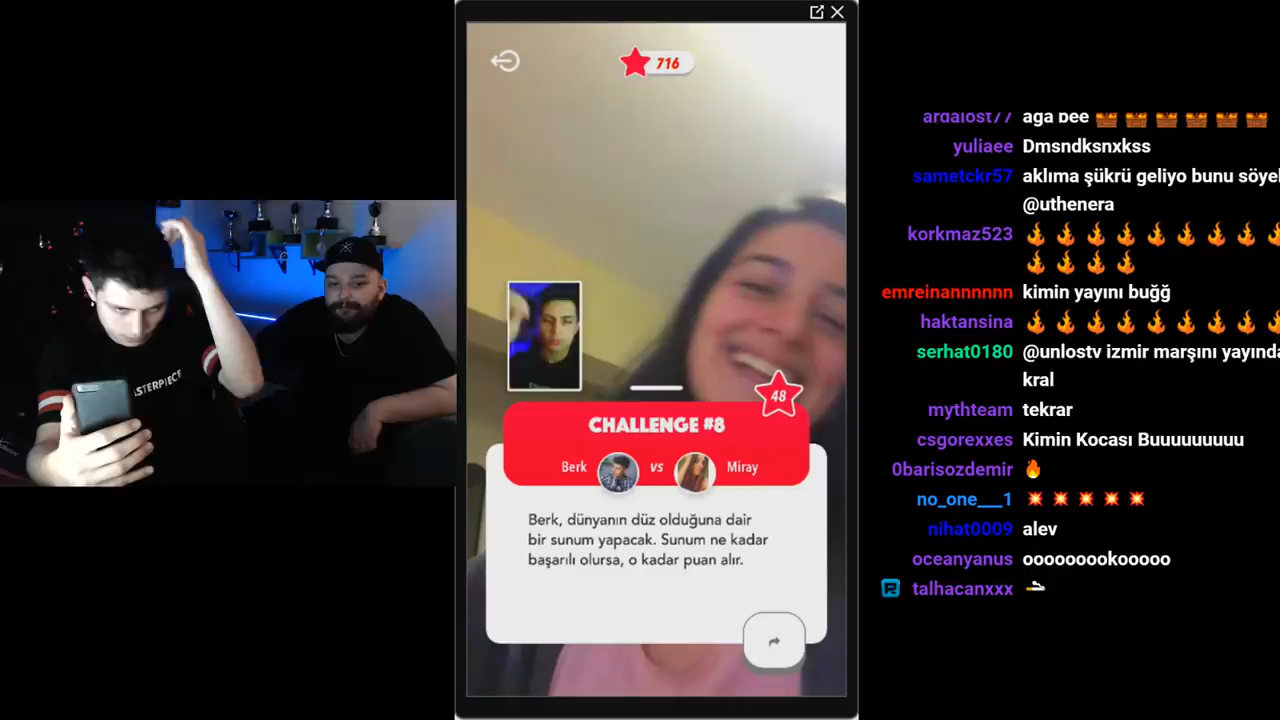 716
48
CHALLENGE #8
Berk vs Miray
Berk, dünyanın düz olduğuna dair
bir sunum yapacak. Sunum ne kadar
başarılı olursa, o kadar puan alır.
ASTERPIECE
ardalost77 aga bee
yuliaee Dmsndksnxkss
sametckr57 aklıma şükrü geliyo bunu söyel
@uthenera
korkmaz523
emreinannnnnn kimin yayını buğğ
haktansina
serhat0180 @unlostv izmir marşını yayında
kral
mythteam tekrar
csgorexxes Kimin Kocası Buuuuuuuuu
0barisozdemir
no_one___1
nihat0009 alev
oceanyanus ooooooookooooo
talhacanxxx